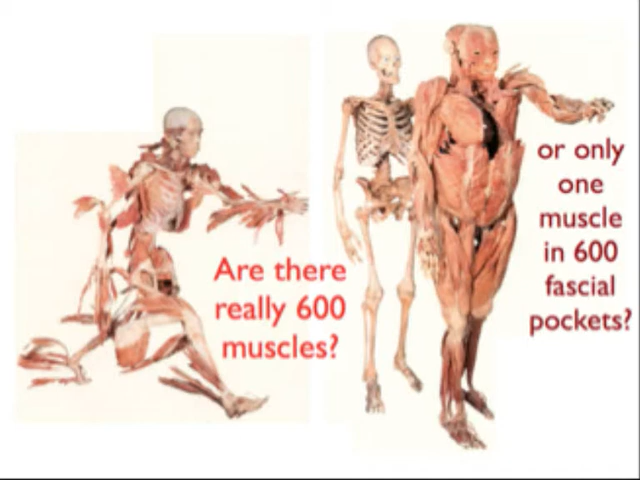 Are there
really 600
muscles?
or only
one
muscle
in 600
fascial
pockets?